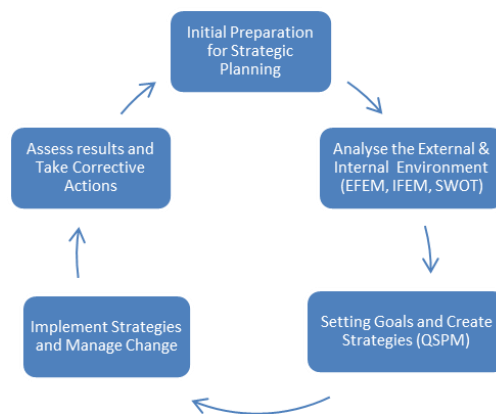 Initial Preparation
for Strategic
Planning
Analyse the External &
Internal Environment
(EFEM, IFEM, SWOT)
Setting Goals and Create
Strategies (QSPM)
Implement Strategies
and Manage Change
Assess results and
Take Corrective
Actions